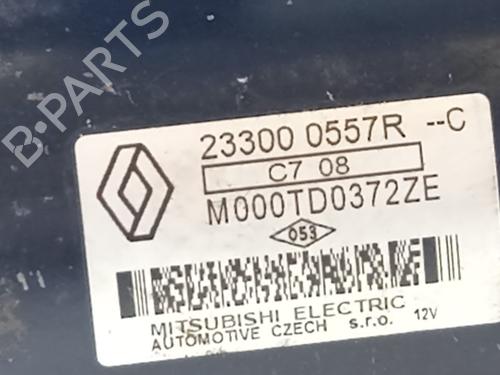 23300 0557R --C
C7 08
M000TD0372ZE
053
MITSUBISHI ELECTRIC
AUTOMOTIVE CZECH s.r.o. 12V
B-PARTS